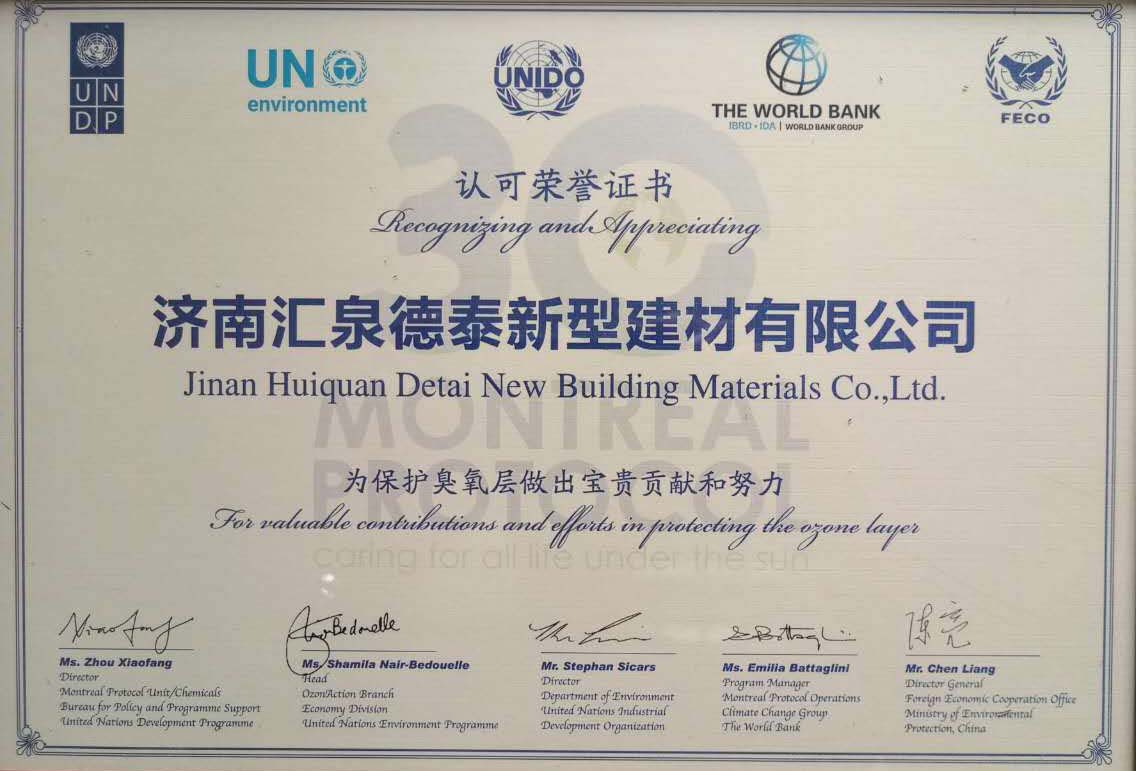 UN
DP
UN
environment
UNIDO
THE WORLD BANK
IBRD • IDA | WORLD BANK GROUP
FECO
30
认可荣誉证书
Recognizing and Appreciating
济南汇泉德泰新型建材有限公司
Jinan Huiquan Detai New Building Materials Co.,Ltd.
MONTREAL
PROTOCOL
为保护臭氧层做出宝贵贡献和努力
For valuable contributions and efforts in protecting the ozone layer
caring for all life under the sun
Ms. Zhou Xiaofang
Director
Montreal Protocol Unit/Chemicals
Bureau for Policy and Programme Support
United Nations Development Programme
Ms. Shamila Nair-Bedouelle
Head
OzonAction Branch
Economy Division
United Nations Environment Programme
Mr. Stephan Sicars
Director
Department of Environment
United Nations Industrial
Development Organization
Ms. Emilia Battaglini
Program Manager
Montreal Protocol Operations
Climate Change Group
The World Bank
陈亮
Mr. Chen Liang
Director General
Foreign Economic Cooperation Office
Ministry of Environmental
Protection, China